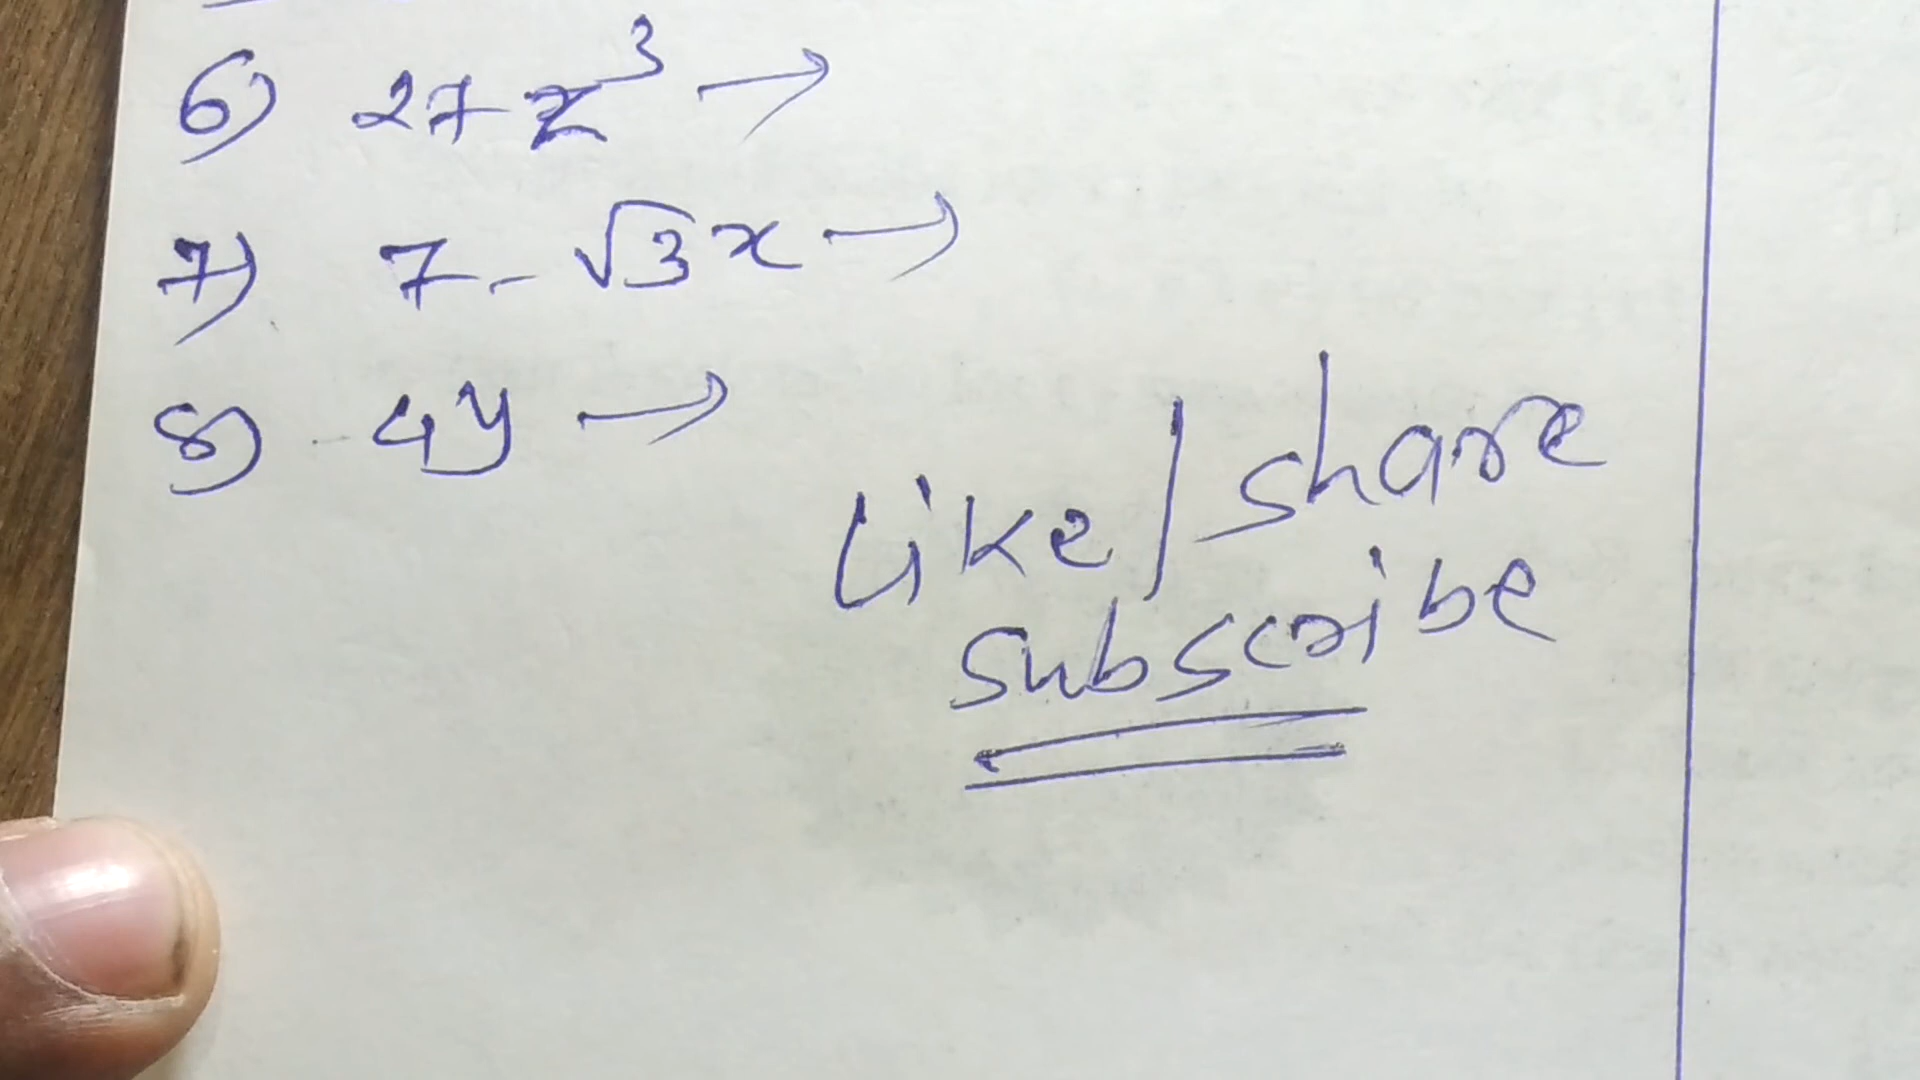 6) 27z³ →
7) 7-√3x →
8) 4y →
Like/share
subscribe